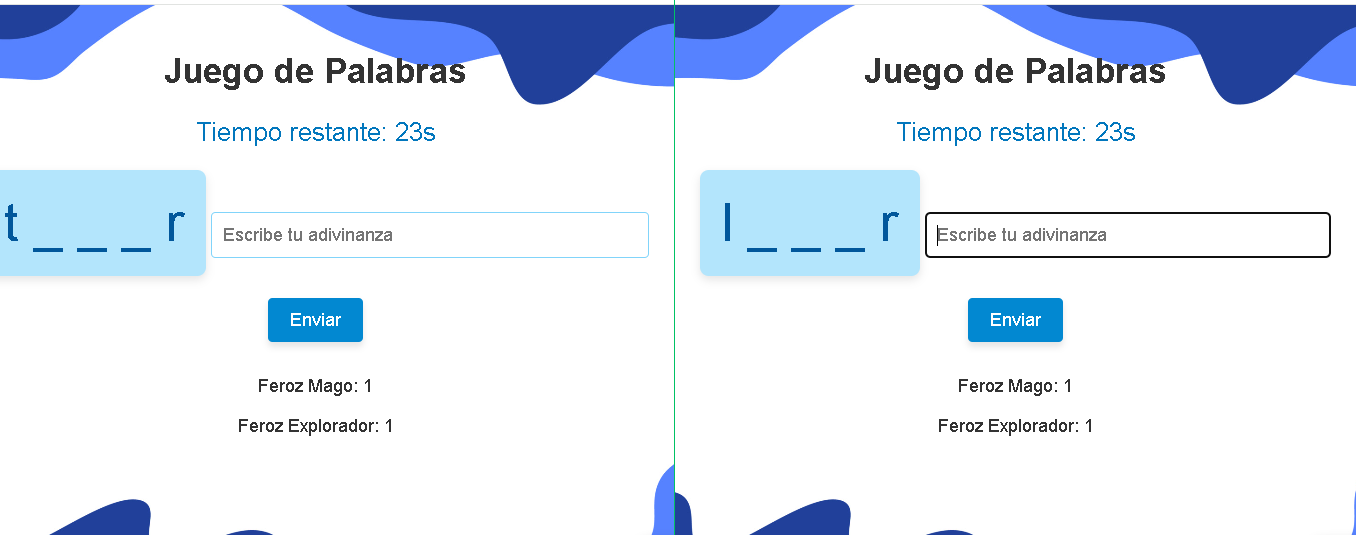 Juego de Palabras
Tiempo restante: 23s
t _ _ _ r
Escribe tu adivinanza
Enviar
Feroz Mago: 1
Feroz Explorador: 1
Juego de Palabras
Tiempo restante: 23s
l _ _ _ r
Escribe tu adivinanza
Enviar
Feroz Mago: 1
Feroz Explorador: 1